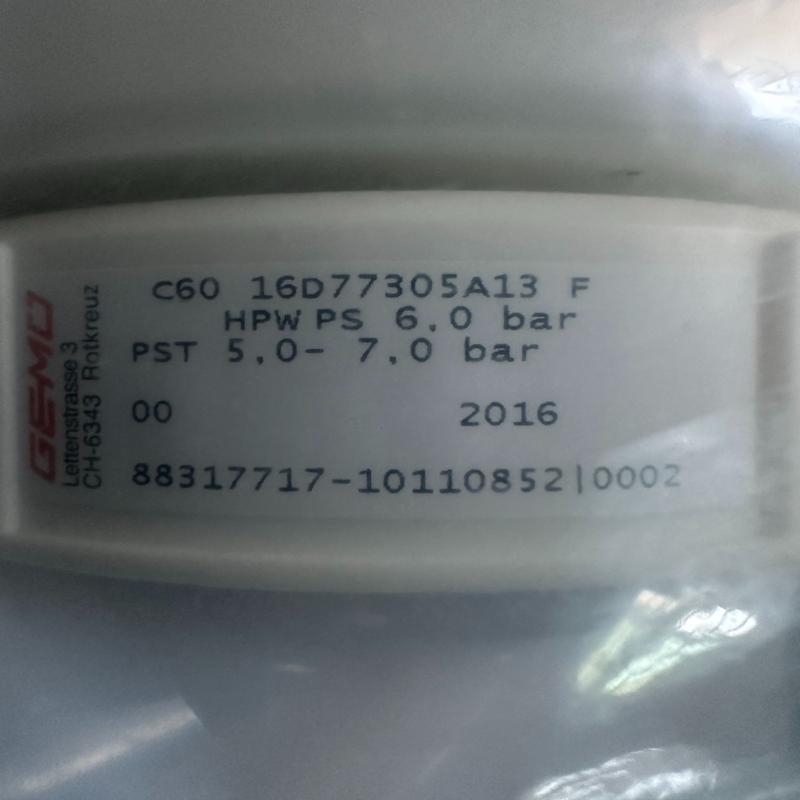 GEMÜ
Lettenstrasse 3
CH-6343 Rotkreuz
C60 16D77305A13 F
HPW PS 6,0 bar
PST 5,0- 7,0 bar
00 2016
88317717-10110852|0002